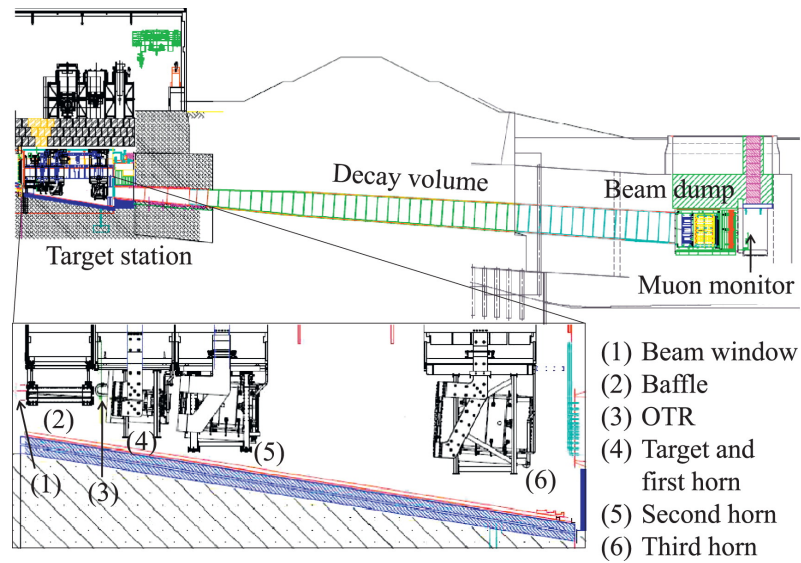 Decay volume
Beam dump
Target station
Muon monitor
(1) Beam window
(2) Baffle
(3) OTR
(4) Target and
first horn
(5) Second horn
(6) Third horn
(2)
(4)
(5)
(6)
(1)
(3)